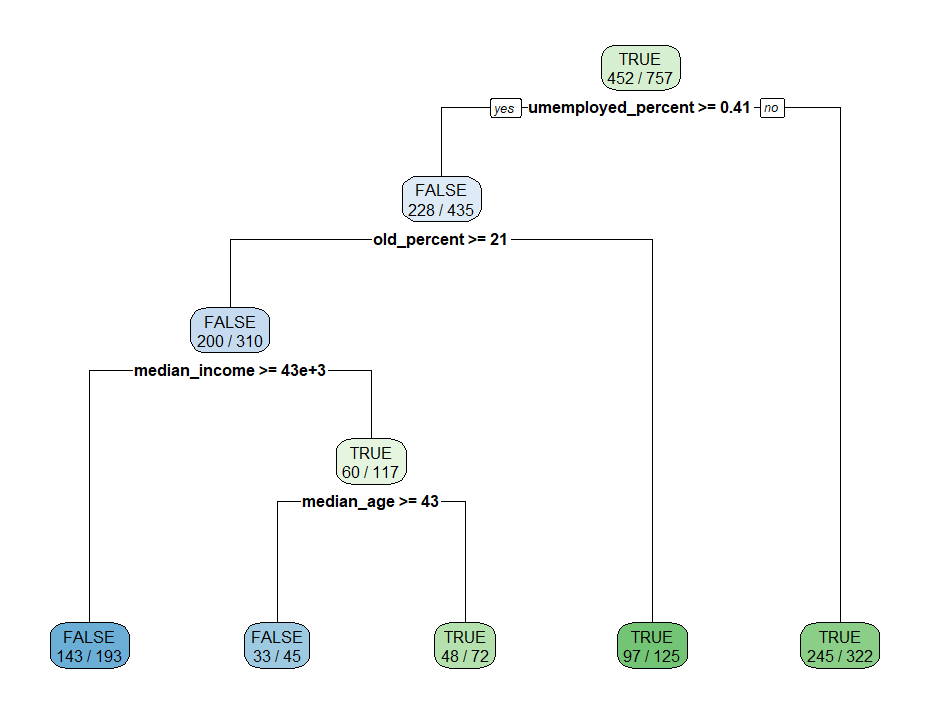 TRUE
452 / 757
yes
umemployed_percent >= 0.41
no
FALSE
228 / 435
old_percent >= 21
FALSE
200 / 310
median_income >= 43e+3
TRUE
60 / 117
median_age >= 43
FALSE
143 / 193
FALSE
33 / 45
TRUE
48 / 72
TRUE
97 / 125
TRUE
245 / 322